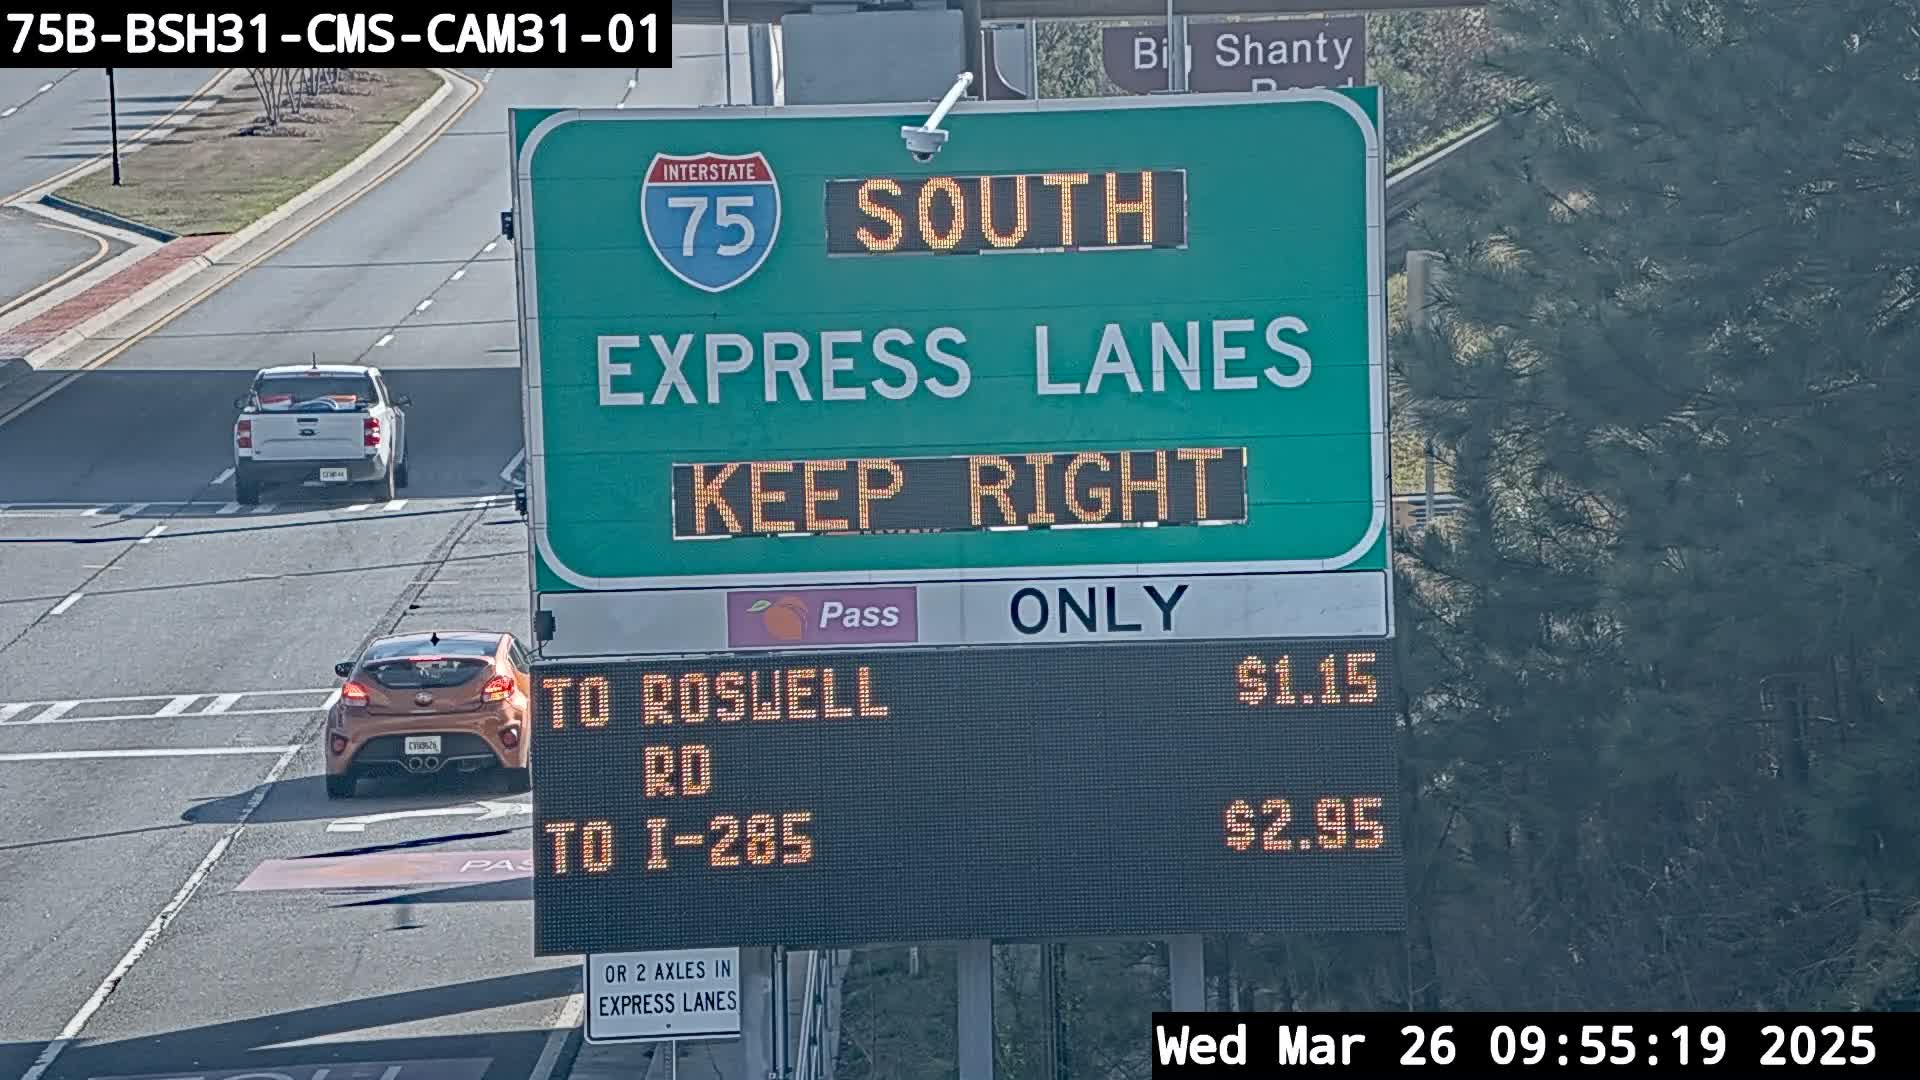 75B-BSH31-CMS-CAM31-01
Big Shanty
INTERSTATE
75
SOUTH
EXPRESS LANES
KEEP RIGHT
Pass ONLY
TO ROSWELL $1.15
RD
TO I-285 $2.95
OR 2 AXLES IN
EXPRESS LANES
Wed Mar 26 09:55:19 2025